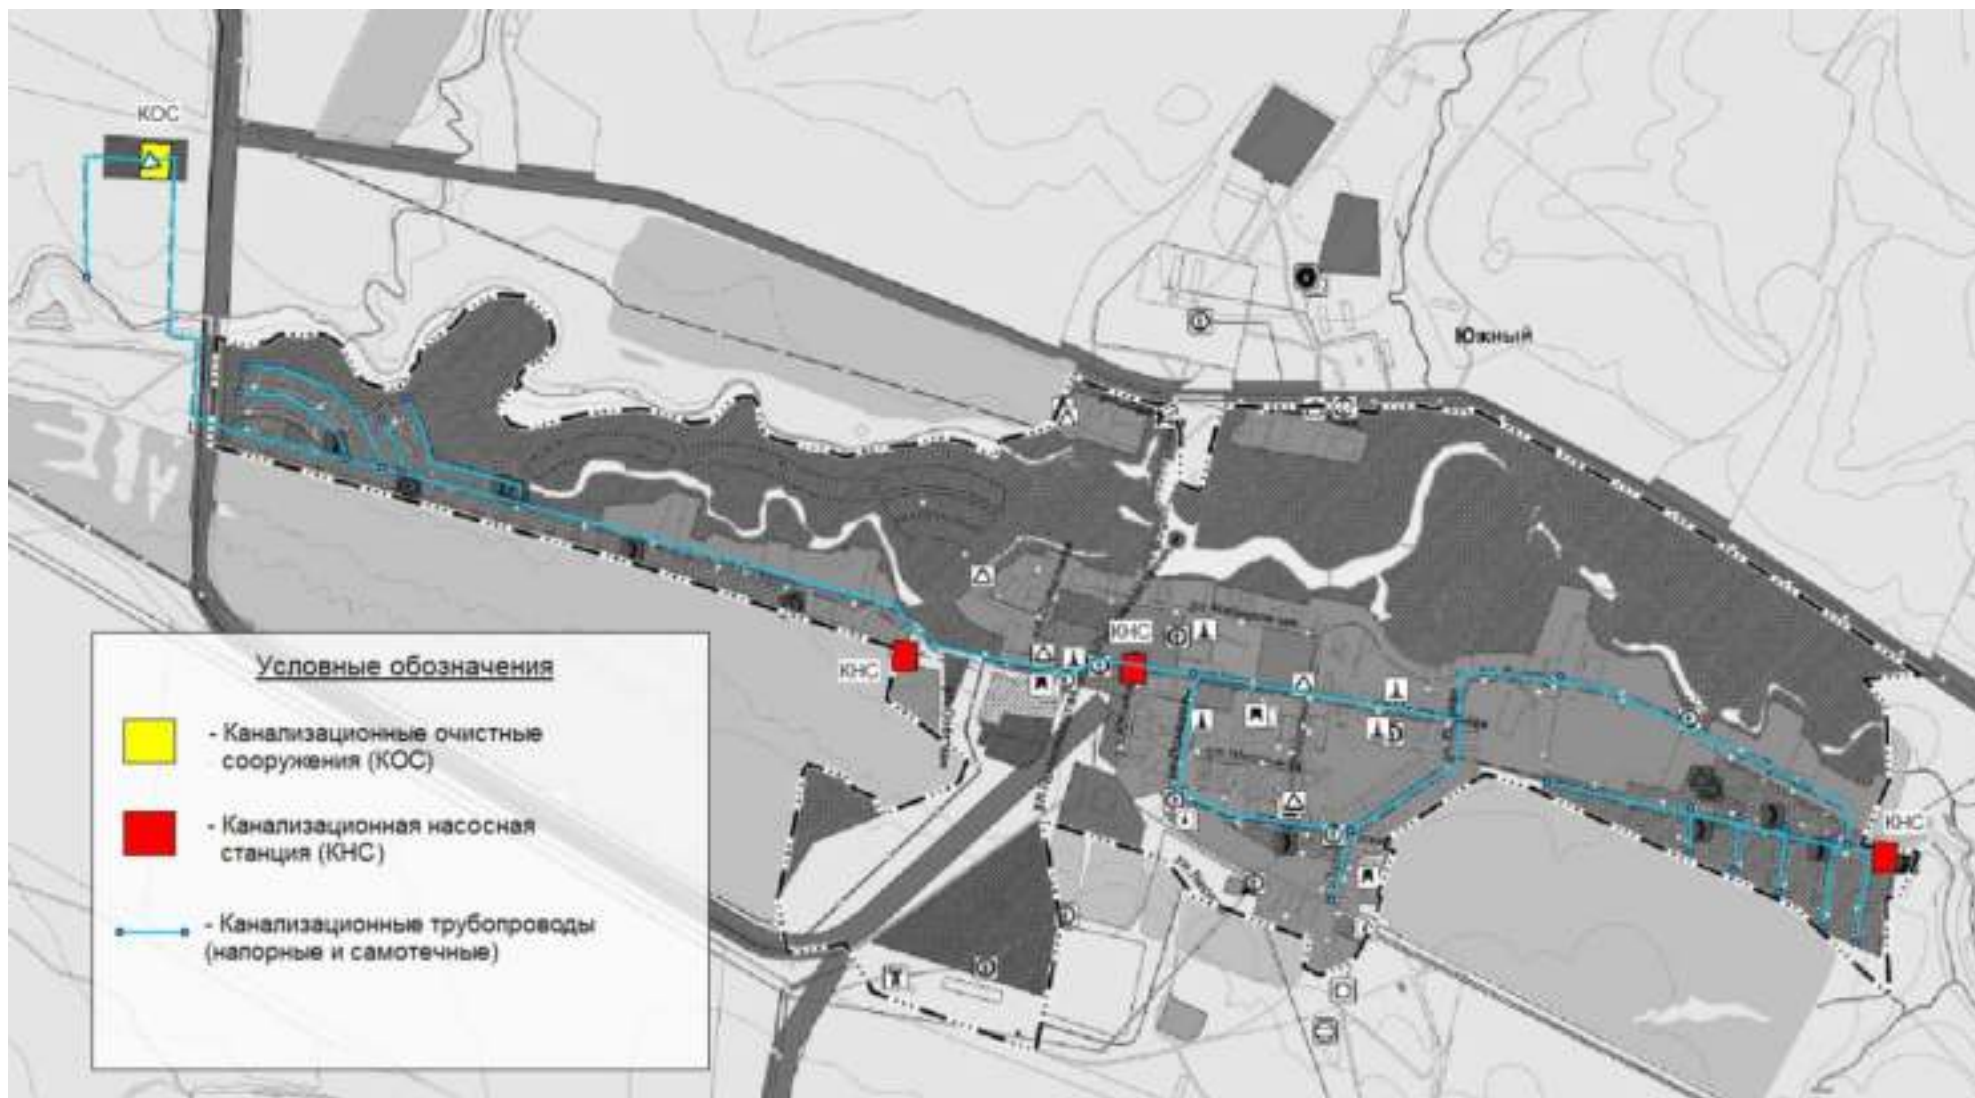 КОС
Южный
КНС
КНС
КНС
Условные обозначения
- Канализационные очистные
сооружения (КОС)
- Канализационная насосная
станция (КНС)
- Канализационные трубопроводы
(напорные и самотечные)